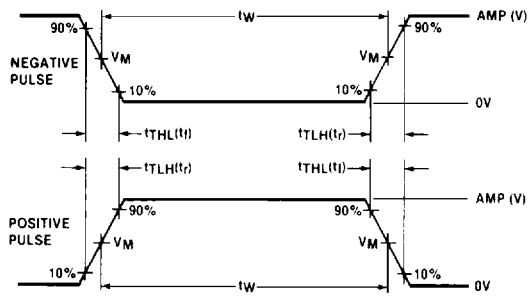 tW
AMP (V)
90%
90%
NEGATIVE
PULSE
VM
VM
10%
10%
0V
tTHL(tf)
tTLH(tr)
tTLH(tr)
tTHL(tf)
AMP (V)
90%
90%
POSITIVE
PULSE
VM
VM
10%
10%
tW
0V